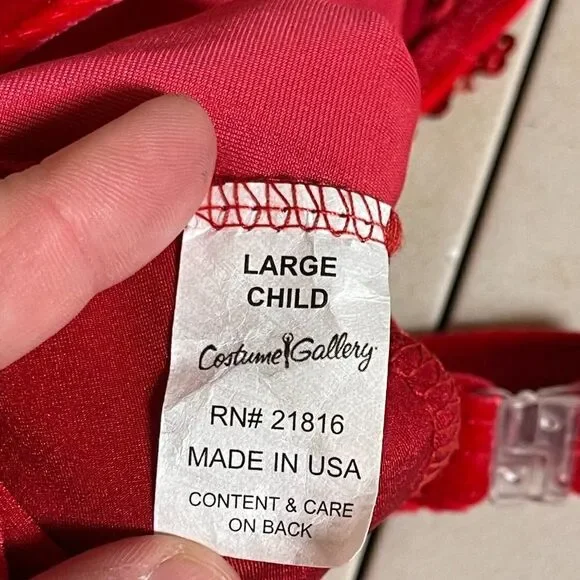 LARGE
CHILD
Costume Gallery
RN# 21816
MADE IN USA
CONTENT & CARE
ON BACK